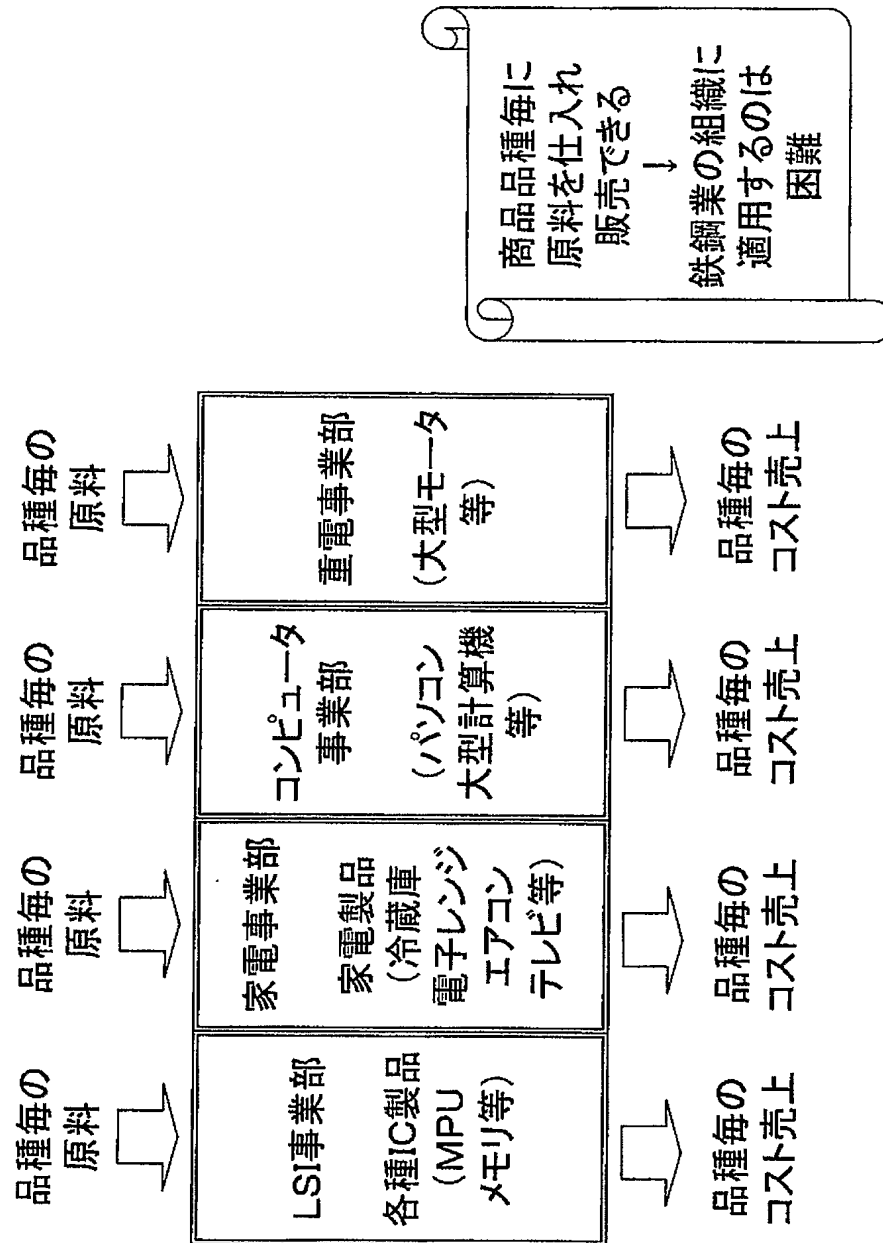 品種毎の
原料
品種毎の
原料
品種毎の
原料
品種毎の
原料
LSI事業部
各種IC製品
(MPU
メモリ等)
家電事業部
家電製品
(冷蔵庫
電子レンジ
エアコン
テレビ等)
コンピュータ
事業部
(パソコン
大型計算機
等)
重電事業部
(大型モータ
等)
品種毎の
コスト売上
品種毎の
コスト売上
品種毎の
コスト売上
品種毎の
コスト売上
商品品種毎に
原料を仕入れ
販売できる
↓
鉄鋼業の組織に
適用するのは
困難